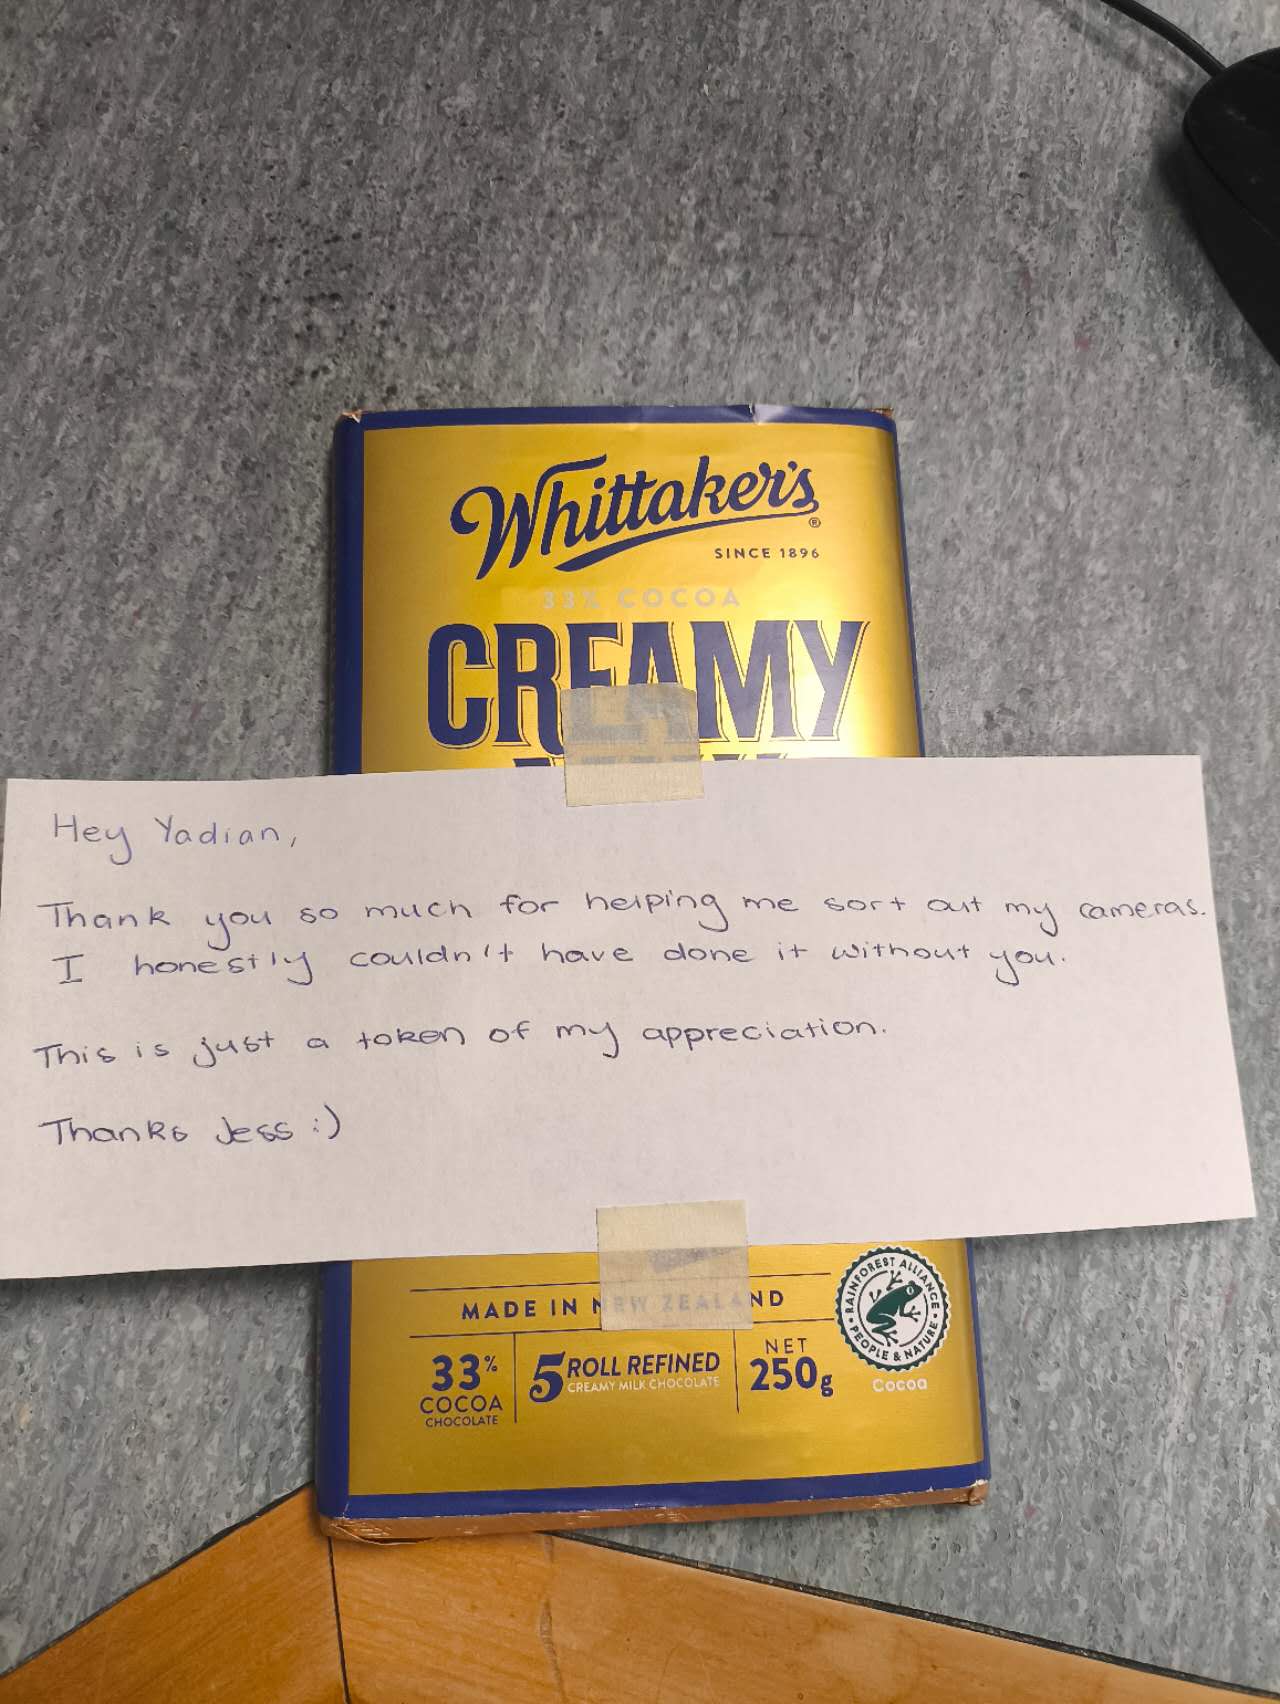 Whittaker's
SINCE 1896
33% COCOA
CREAMY
Hey Yadian,
Thank you so much for helping me sort out my cameras.
I honestly couldn't have done it without you.
This is just a token of my appreciation.
Thanks Jess :)
MADE IN NEW ZEALAND
33%
COCOA
CHOCOLATE
5 ROLL REFINED
CREAMY MILK CHOCOLATE
NET
250g
RAINFOREST ALLIANCE
PEOPLE & NATURE
Cocoa